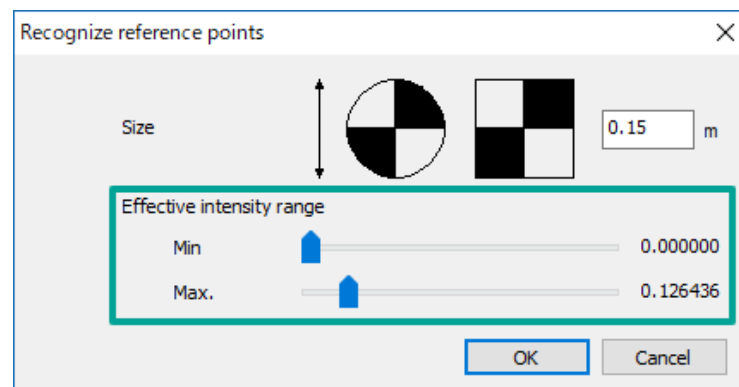 Recognize reference points
Size
0.15 m
Effective intensity range
Min 0.000000
Max. 0.126436
OK Cancel